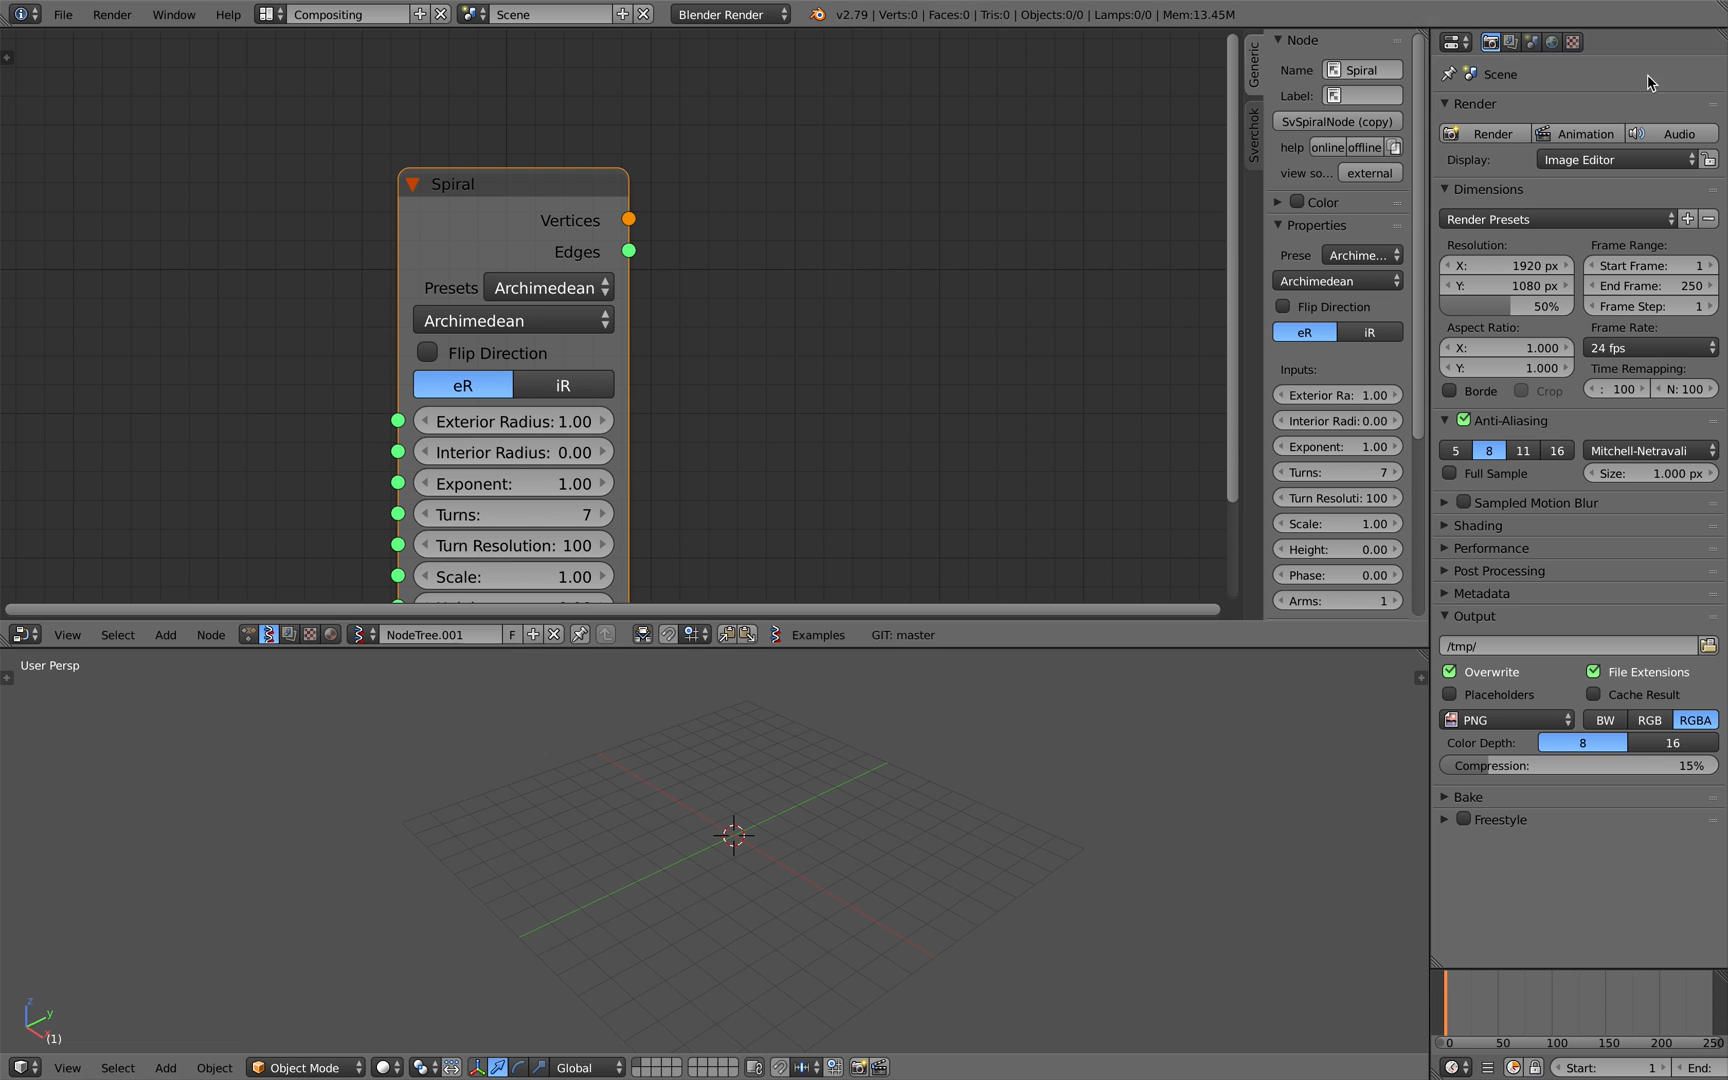 File Render Window Help Compositing Scene Blender Render v2.79 | Verts:0 | Faces:0 | Tris:0 | Objects:0/0 | Lamps:0/0 | Mem:13.45M
Spiral
Vertices
Edges
Presets Archimedean
Archimedean
Flip Direction
eR iR
Exterior Radius: 1.00
Interior Radius: 0.00
Exponent: 1.00
Turns: 7
Turn Resolution: 100
Scale: 1.00
Generic
Sverchok
Node
Name Spiral
Label:
SvSpiralNode (copy)
help online offline
view so... external
Color
Properties
Prese Archime...
Archimedean
Flip Direction
eR iR
Inputs:
Exterior Ra: 1.00
Interior Radi: 0.00
Exponent: 1.00
Turns: 7
Turn Resoluti: 100
Scale: 1.00
Height: 0.00
Phase: 0.00
Arms: 1
View Select Add Node NodeTree.001 F Examples GIT: master
User Persp
z
y
x
(1)
View Select Add Object Object Mode Global
Scene
Render
Render Animation Audio
Display: Image Editor
Dimensions
Render Presets
Resolution: Frame Range:
X: 1920 px Start Frame: 1
Y: 1080 px End Frame: 250
50% Frame Step: 1
Aspect Ratio: Frame Rate:
X: 1.000 24 fps
Y: 1.000 Time Remapping:
Borde Crop : 100 N: 100
Anti-Aliasing
5 8 11 16 Mitchell-Netravali
Full Sample Size: 1.000 px
Sampled Motion Blur
Shading
Performance
Post Processing
Metadata
Output
/tmp/
Overwrite File Extensions
Placeholders Cache Result
PNG BW RGB RGBA
Color Depth: 8 16
Compression: 15%
Bake
Freestyle
0 50 100 150 200 250
Start: 1 End: